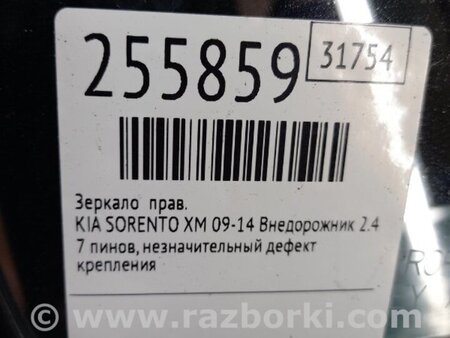 255859
31754
Зеркало прав.
KIA SORENTO XM 09-14 Внедорожник 2.4
7 пинов, незначительный дефект
крепления
www.razborki.com